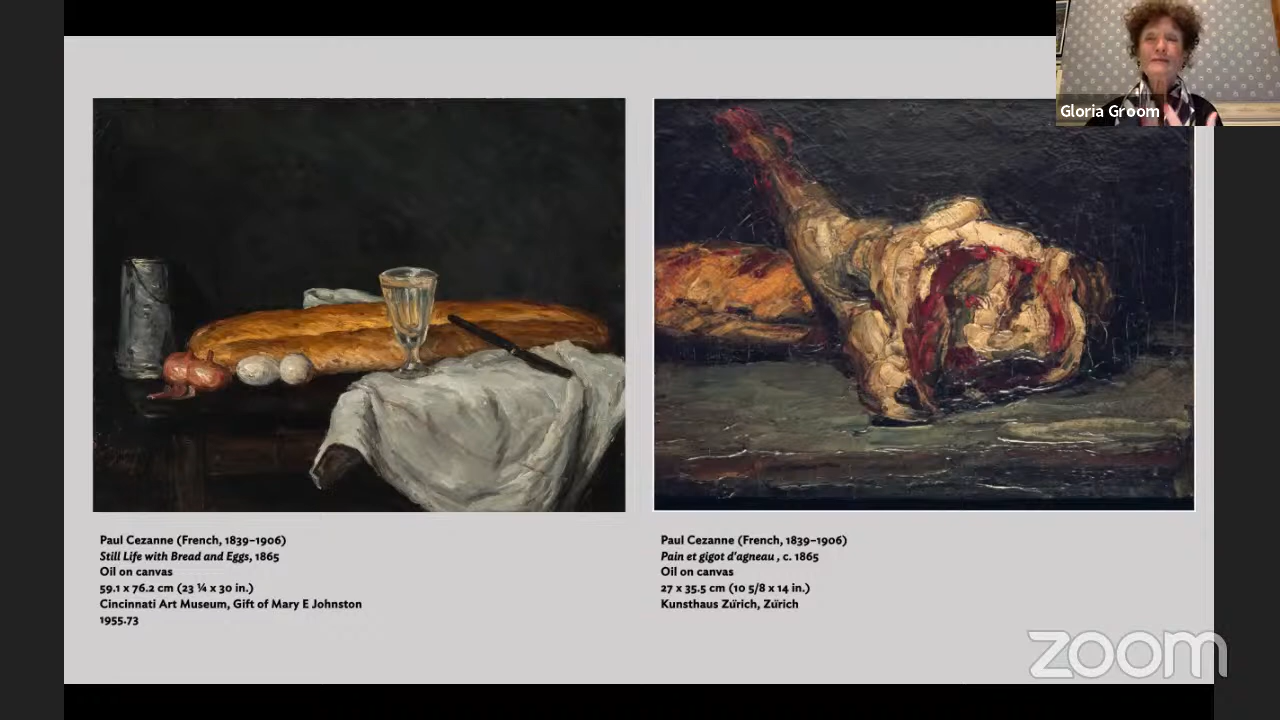 Gloria Groom
Paul Cezanne (French, 1839–1906)
Still Life with Bread and Eggs, 1865
Oil on canvas
59.1 x 76.2 cm (23 ¼ x 30 in.)
Cincinnati Art Museum, Gift of Mary E Johnston
1955.73
Paul Cezanne (French, 1839–1906)
Pain et gigot d'agneau , c. 1865
Oil on canvas
27 x 35.5 cm (10 5/8 x 14 in.)
Kunsthaus Zürich, Zürich
zoom